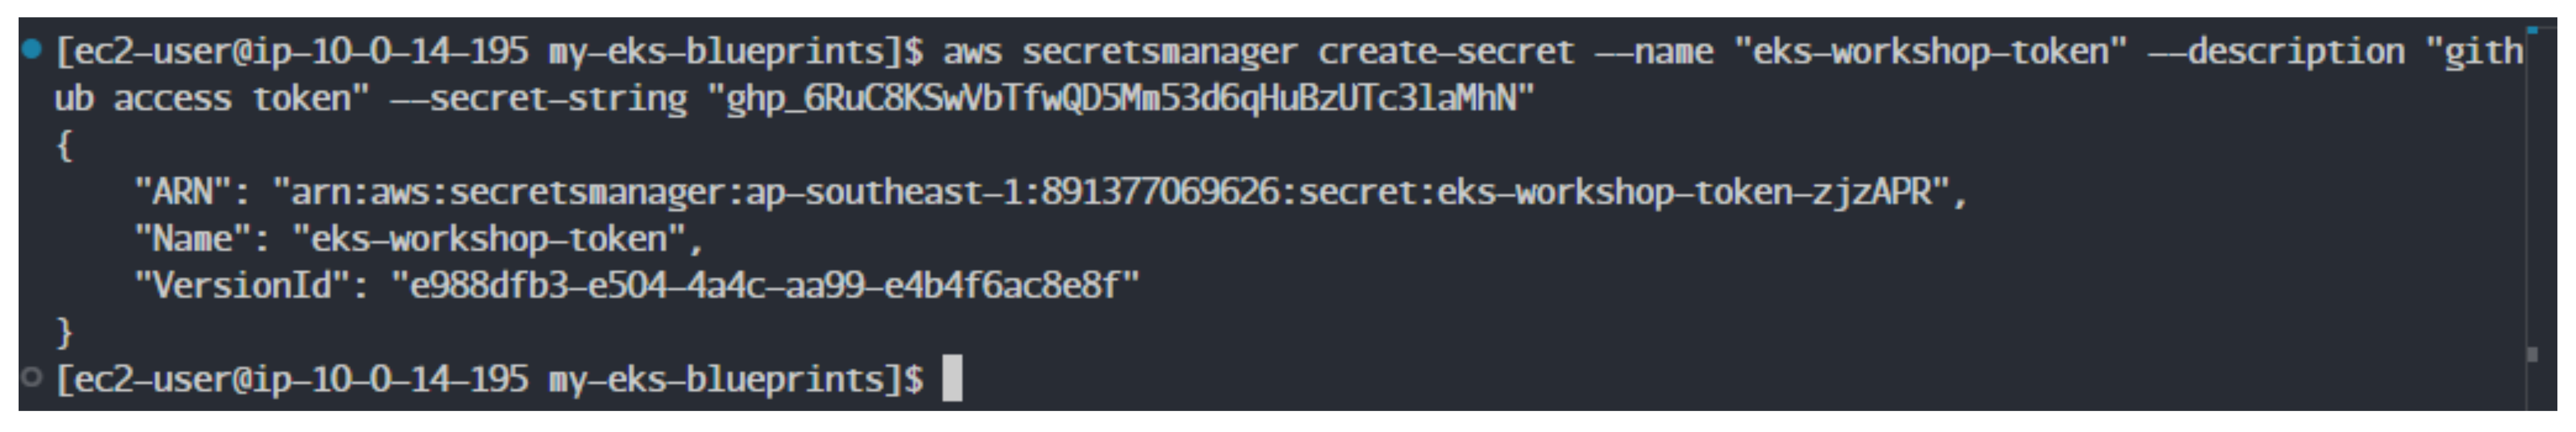 [ec2-user@ip-10-0-14-195 my-eks-blueprints]$ aws secretsmanager create-secret --name "eks-workshop-token" --description "gith
ub access token" --secret-string "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"
{
    "ARN": "arn:aws:secretsmanager:ap-southeast-1:891377069626:secret:eks-workshop-token-zjzAPR",
    "Name": "eks-workshop-token",
    "VersionId": "e988dfb3-e504-4a4c-aa99-e4b4f6ac8e8f"
}
[ec2-user@ip-10-0-14-195 my-eks-blueprints]$